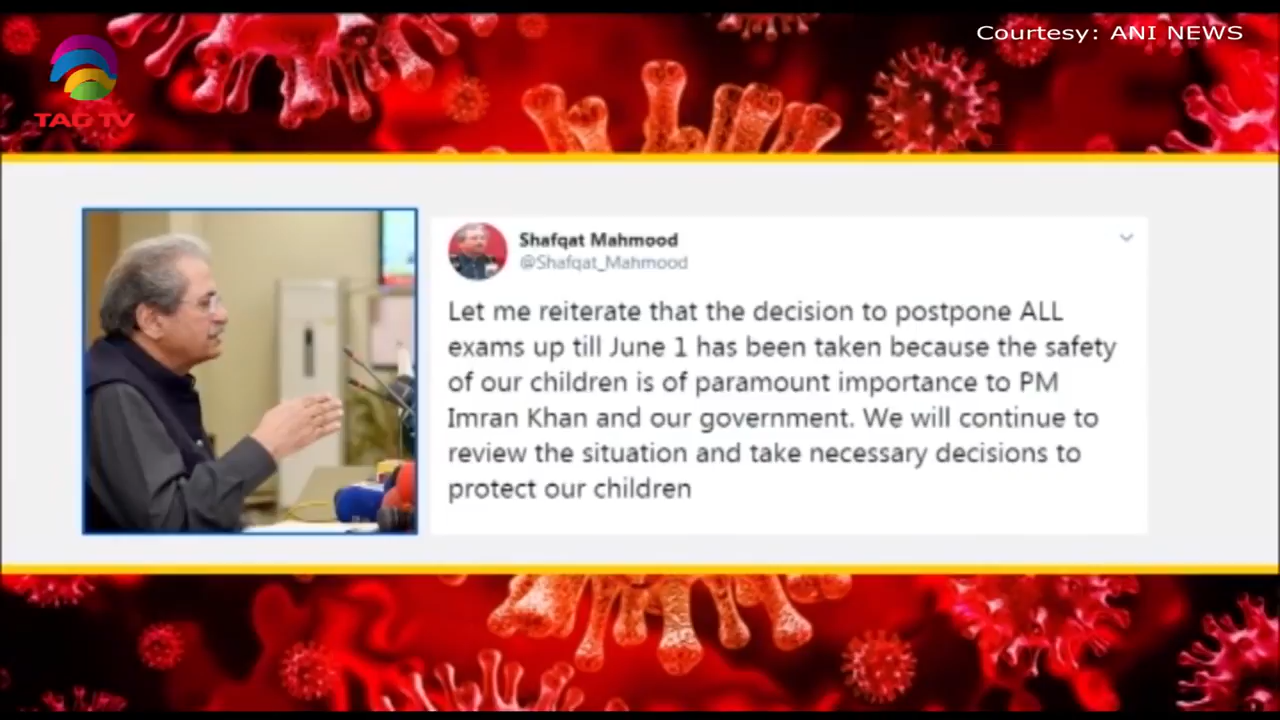 Courtesy: ANI NEWS
TAG TV
Shafqat Mahmood
@Shafqat_Mahmood
Let me reiterate that the decision to postpone ALL
exams up till June 1 has been taken because the safety
of our children is of paramount importance to PM
Imran Khan and our government. We will continue to
review the situation and take necessary decisions to
protect our children